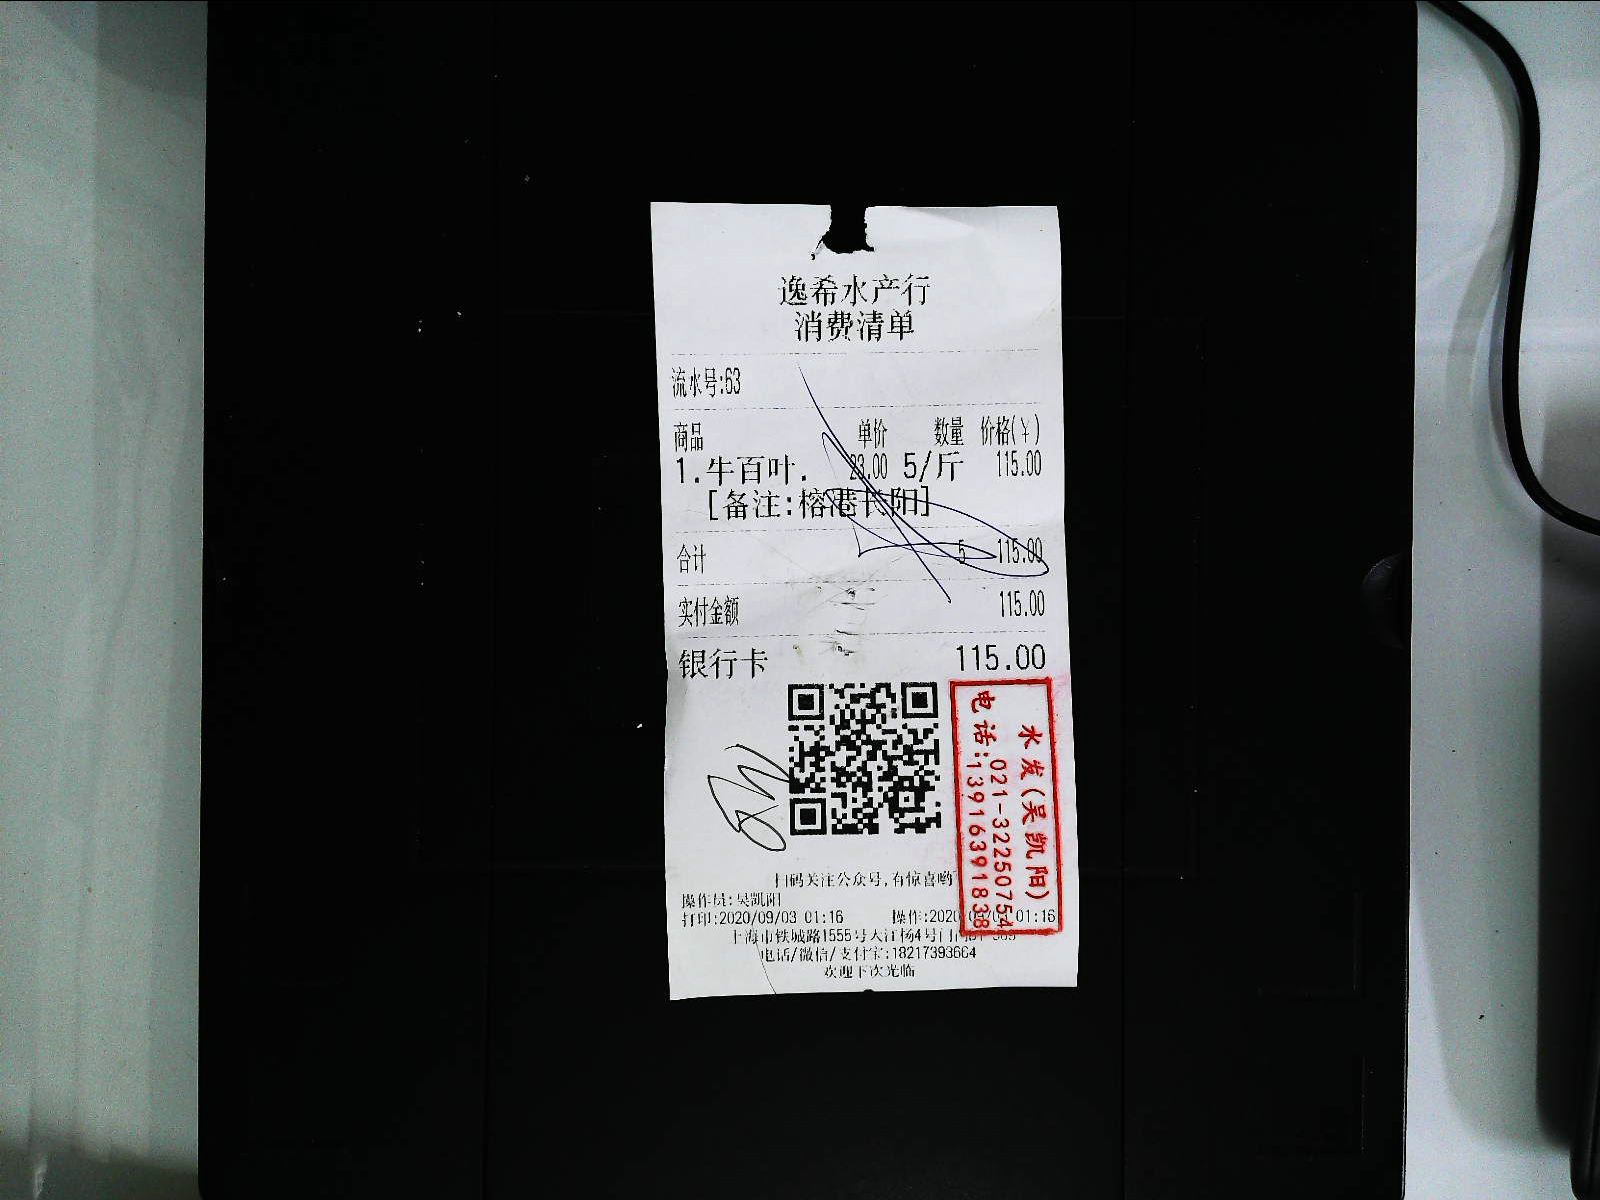 逸希水产行
消费清单
流水号:63
商品 单价 数量 价格(¥)
1.牛百叶. 23.00 5/斤 115.00
[备注:榕港长阳]
合计 5 115.00
实付金额 115.00
银行卡 115.00
水发(吴凯阳)
电话:021-32250754
13916391838
扫码关注公众号,有惊喜哟
操作员:吴凯阳
打印:2020/09/03 01:16 操作:2020 01:16
上海市铁城路1555号大江杨4号门
电话/微信/支付宝:18217393664
欢迎下次光临